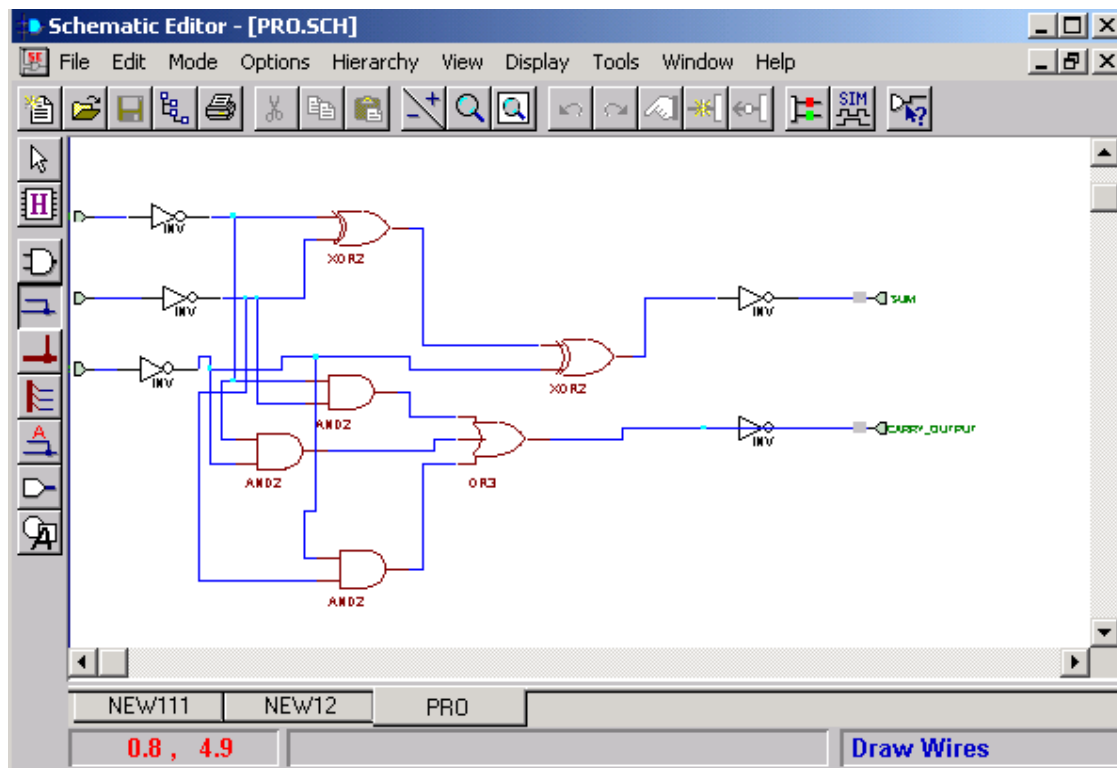 Schematic Editor - [PRO.SCH]
File Edit Mode Options Hierarchy View Display Tools Window Help
SIM
H
A
A
INV
XOR2
INV
INV
SUM
INV
XOR2
AND2
CARRY_OUTPUT
INV
AND2
OR3
AND2
NEW111 NEW12 PRO
0.8 , 4.9 Draw Wires